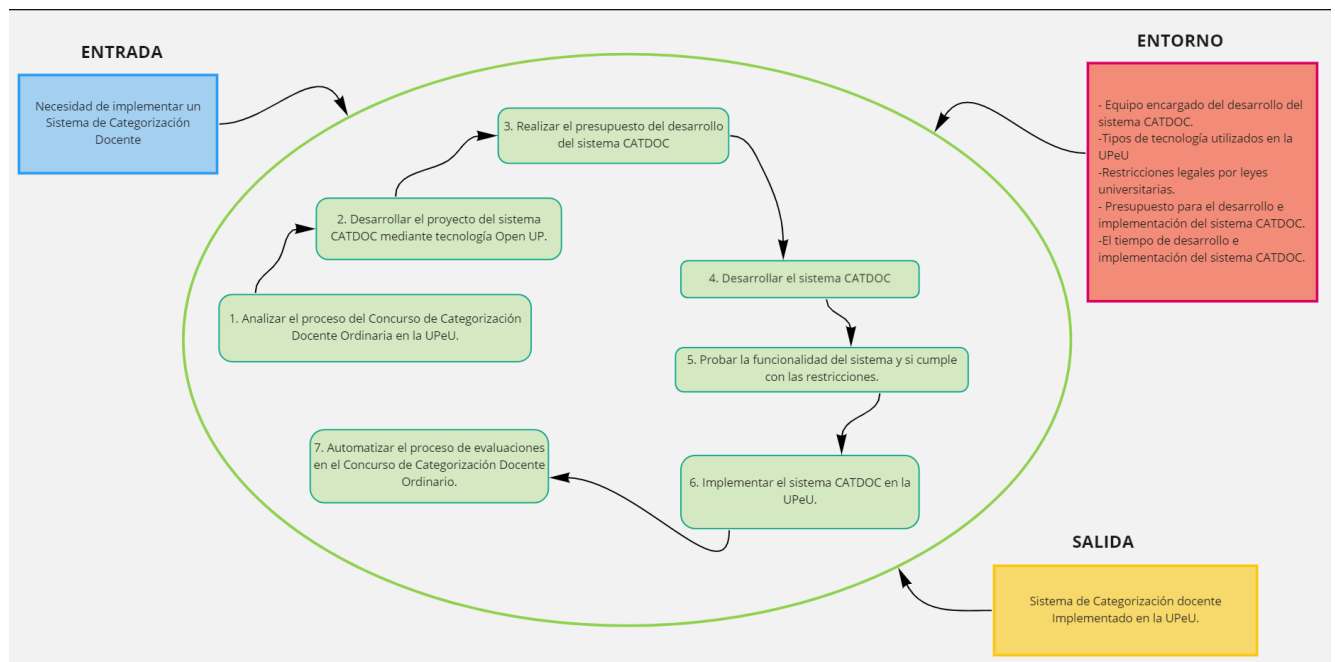 ENTRADA
Necesidad de implementar un
Sistema de Categorización
Docente
ENTORNO
- Equipo encargado del desarrollo del
sistema CATDOC.
-Tipos de tecnología utilizados en la
UPeU
-Restricciones legales por leyes
universitarias.
- Presupuesto para el desarrollo e
implementación del sistema CATDOC.
-El tiempo de desarrollo e
implementación del sistema CATDOC.
1. Analizar el proceso del Concurso de Categorización
Docente Ordinaria en la UPeU.
2. Desarrollar el proyecto del sistema
CATDOC mediante tecnología Open UP.
3. Realizar el presupuesto del desarrollo
del sistema CATDOC
4. Desarrollar el sistema CATDOC
5. Probar la funcionalidad del sistema y si cumple
con las restricciones.
6. Implementar el sistema CATDOC en la
UPeU.
7. Automatizar el proceso de evaluaciones
en el Concurso de Categorización Docente
Ordinario.
SALIDA
Sistema de Categorización docente
Implementado en la UPeU.